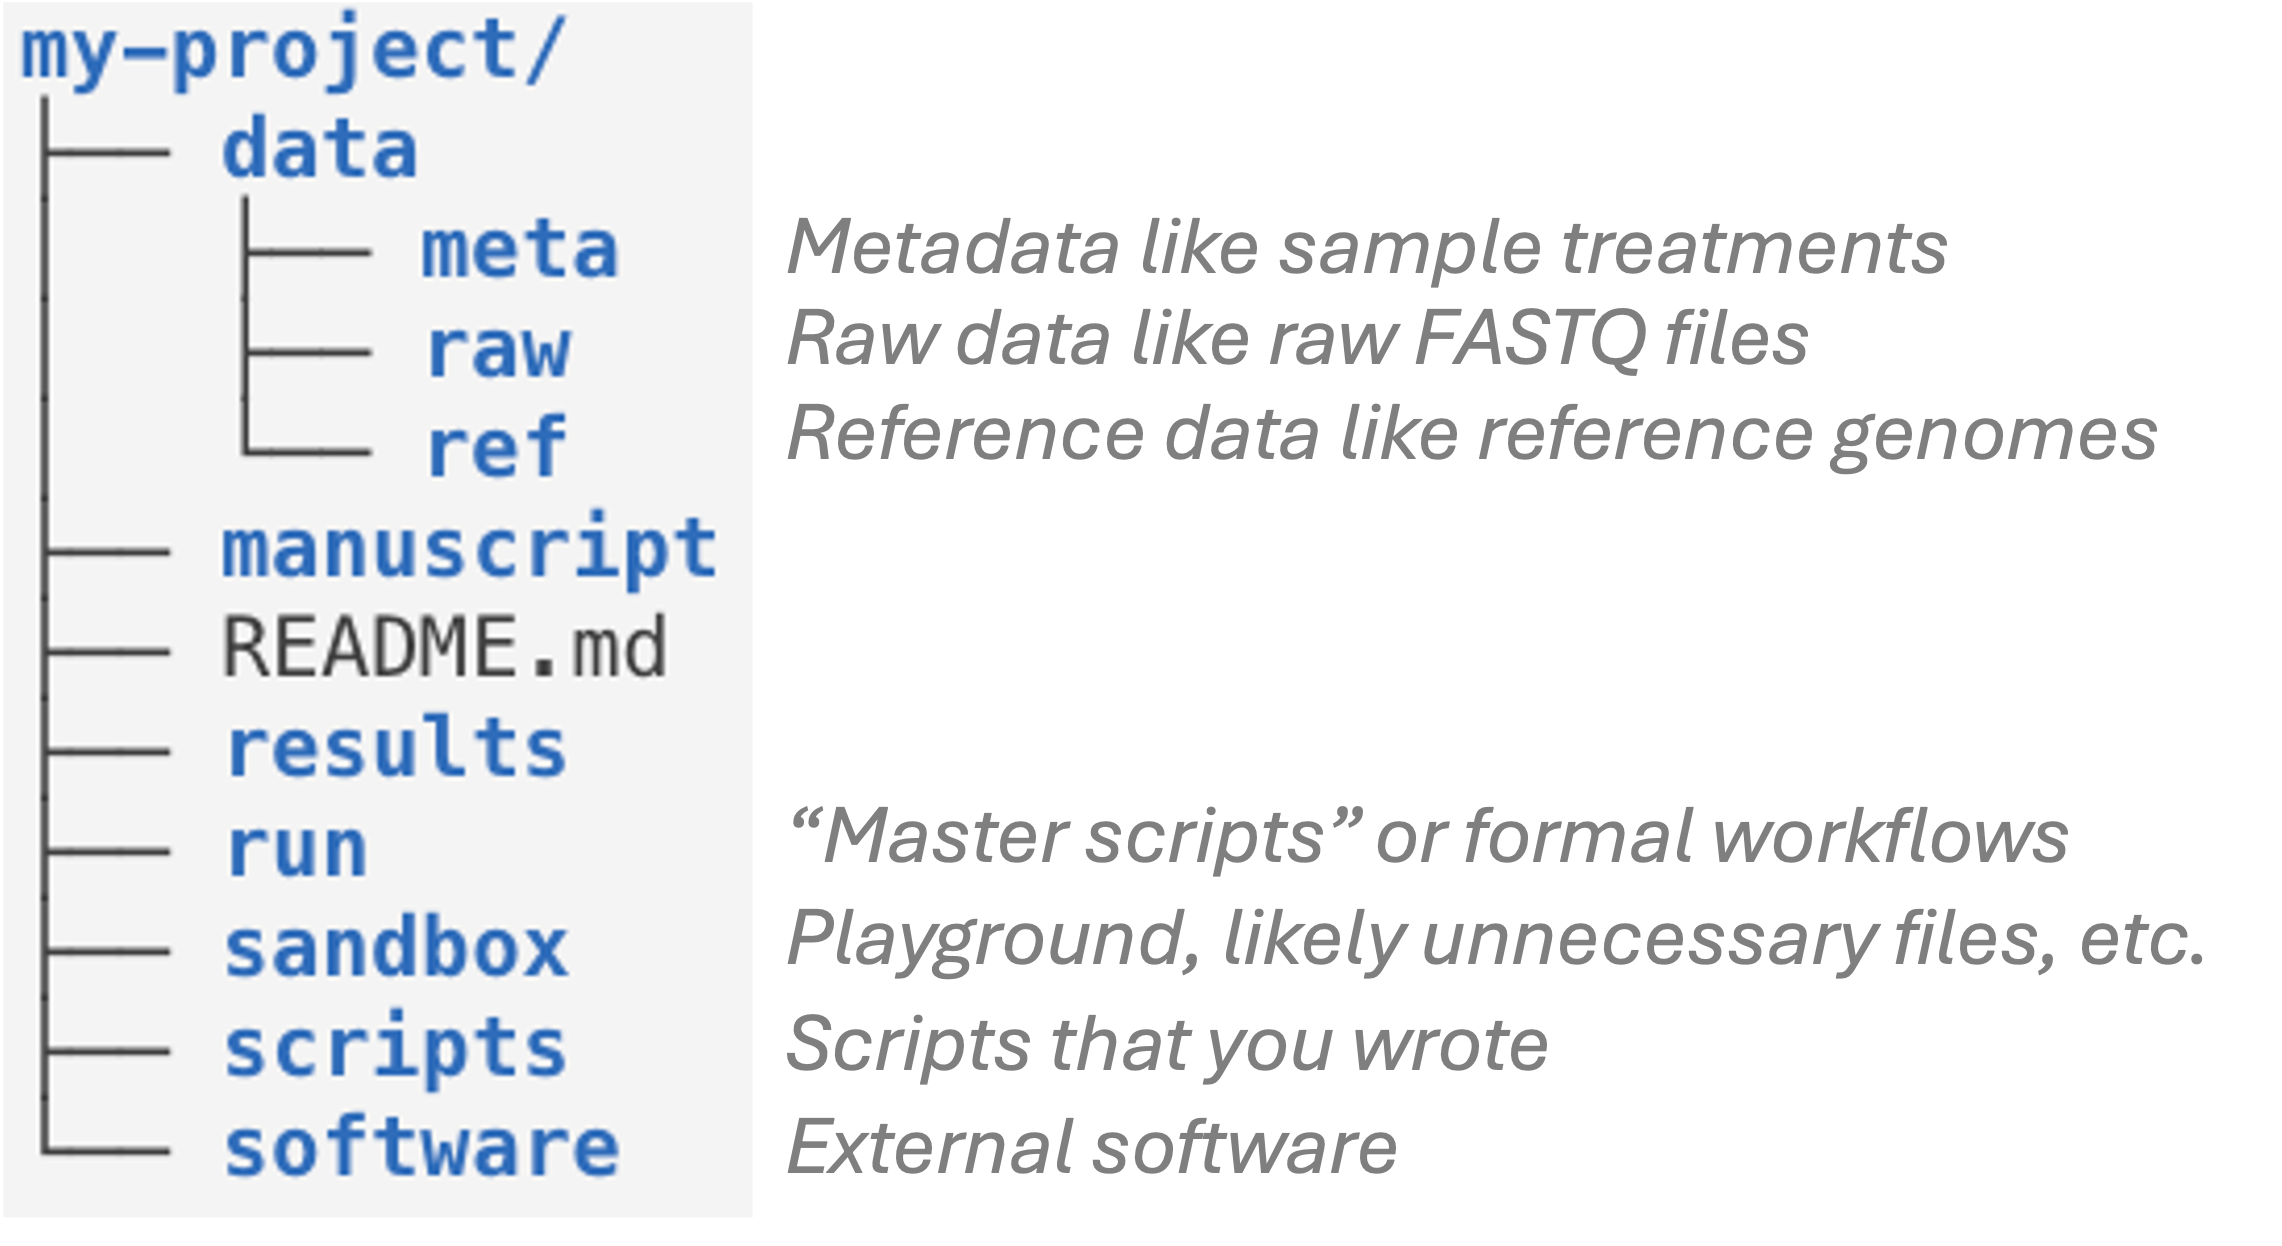 my-project/
data
meta Metadata like sample treatments
raw Raw data like raw FASTQ files
ref Reference data like reference genomes
manuscript
README.md
results
run “Master scripts” or formal workflows
sandbox Playground, likely unnecessary files, etc.
scripts Scripts that you wrote
software External software